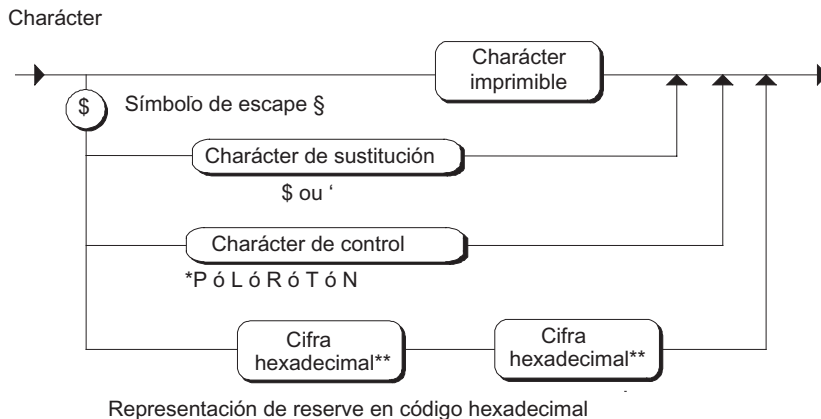 Charácter
Charácter
imprimible
$ Símbolo de escape §
Charácter de sustitución
$ ou ‘
Charácter de control
*P ó L ó R ó T ó N
Cifra
hexadecimal**
Cifra
hexadecimal**
Representación de reserve en código hexadecimal